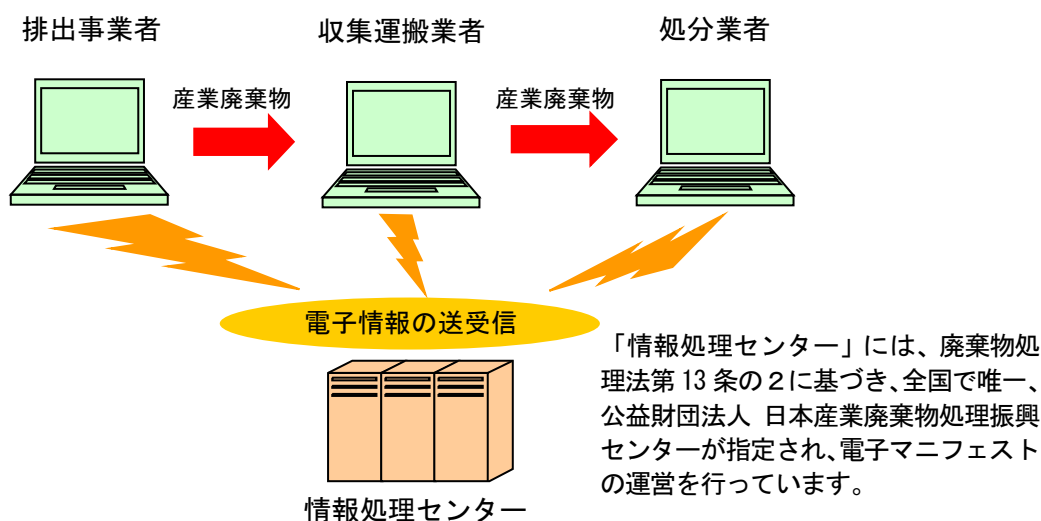 排出事業者
収集運搬業者
処分業者
産業廃棄物
産業廃棄物
電子情報の送受信
「情報処理センター」には、廃棄物処
理法第13条の2に基づき、全国で唯一、
公益財団法人 日本産業廃棄物処理振興
センターが指定され、電子マニフェスト
の運営を行っています。
情報処理センター